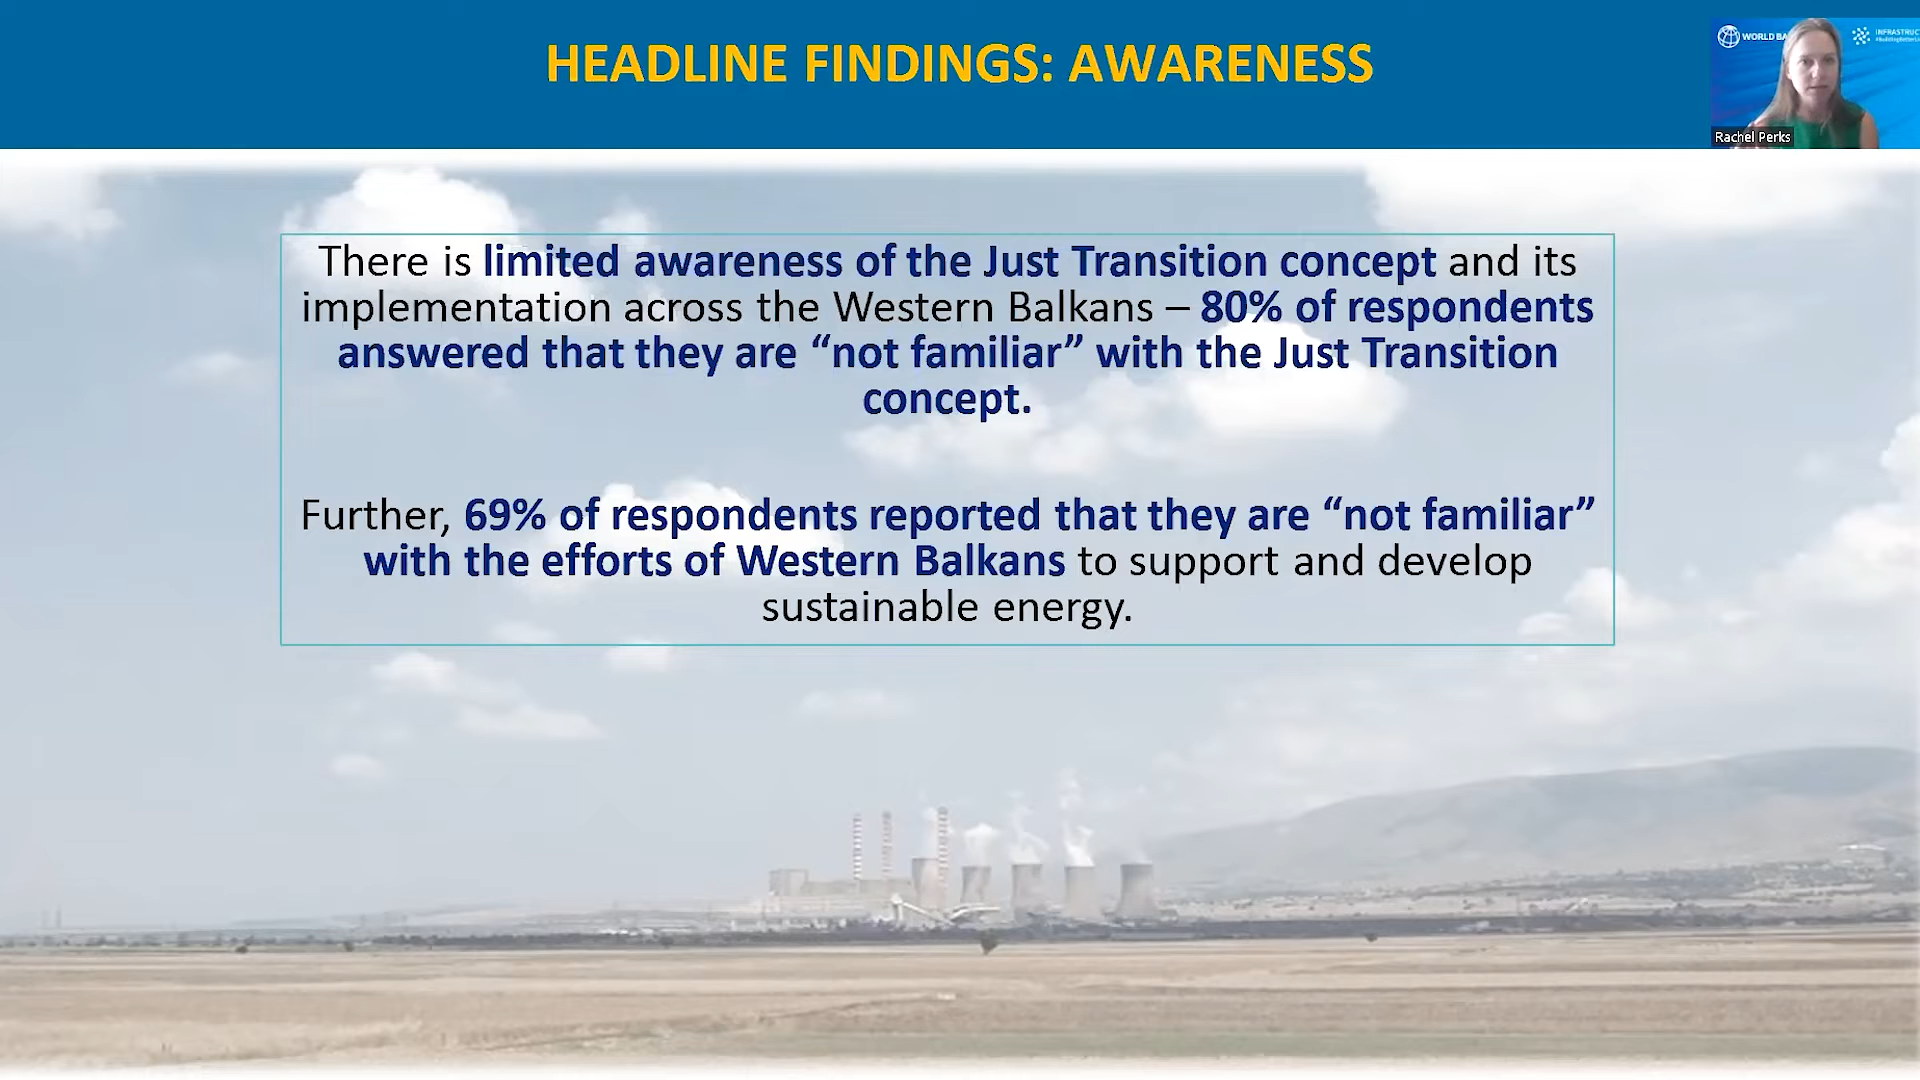 HEADLINE FINDINGS: AWARENESS
WORLD BA
INFRASTRUCT
Rachel Perks
There is limited awareness of the Just Transition concept and its
implementation across the Western Balkans – 80% of respondents
answered that they are “not familiar” with the Just Transition
concept.
Further, 69% of respondents reported that they are “not familiar”
with the efforts of Western Balkans to support and develop
sustainable energy.